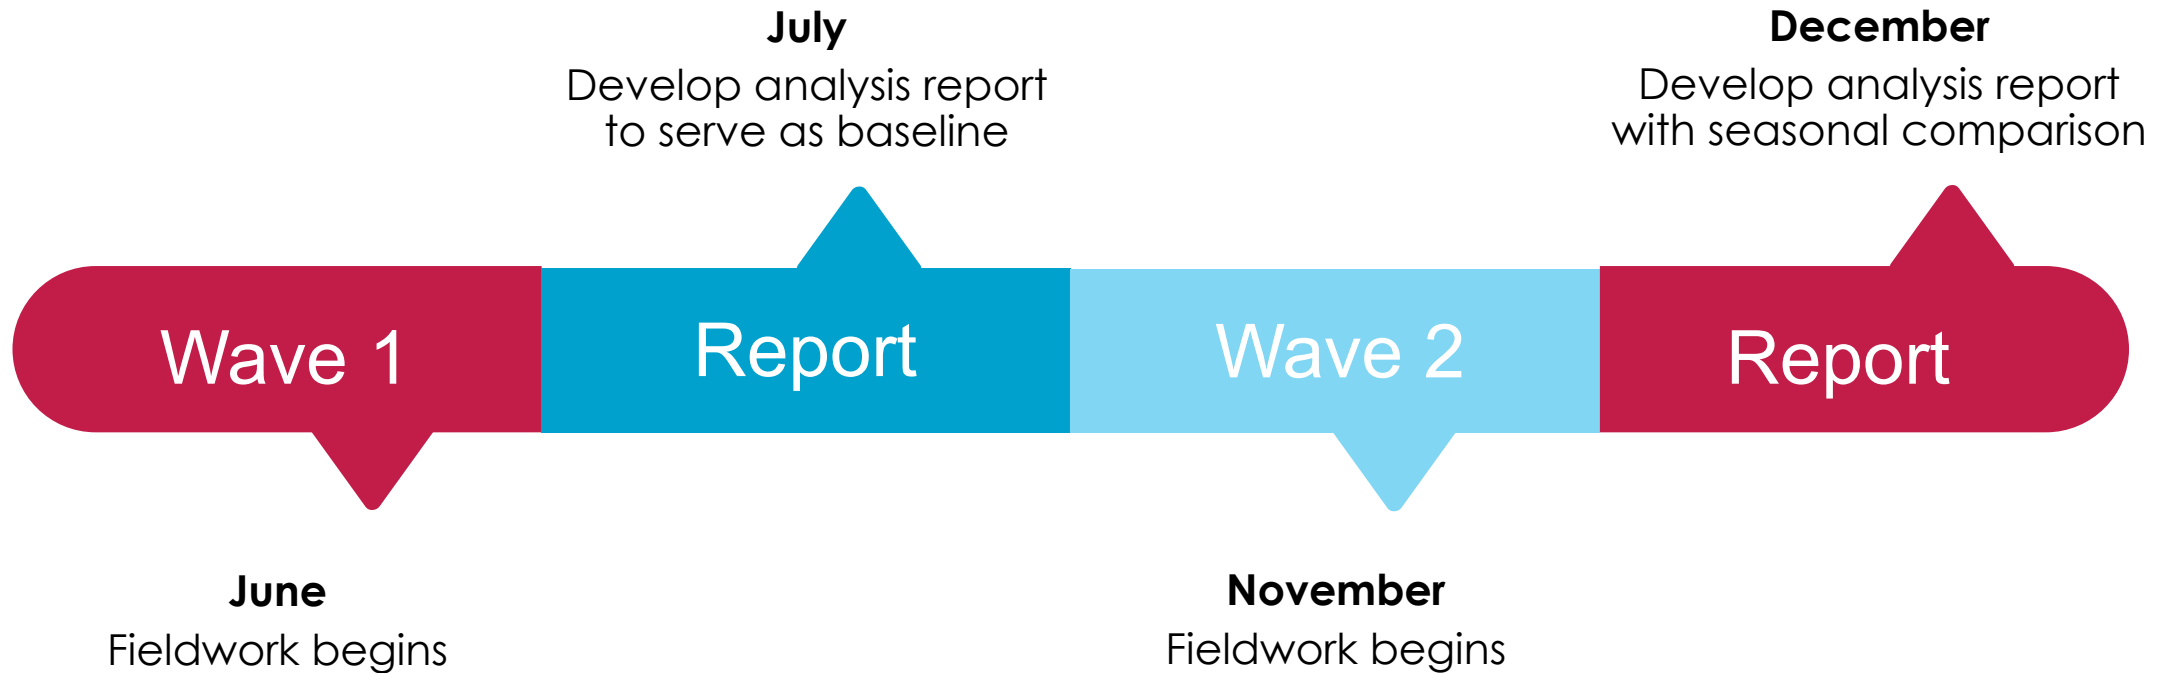 July
Develop analysis report
to serve as baseline
December
Develop analysis report
with seasonal comparison
Wave 1
Report
Wave 2
Report
June
Fieldwork begins
November
Fieldwork begins